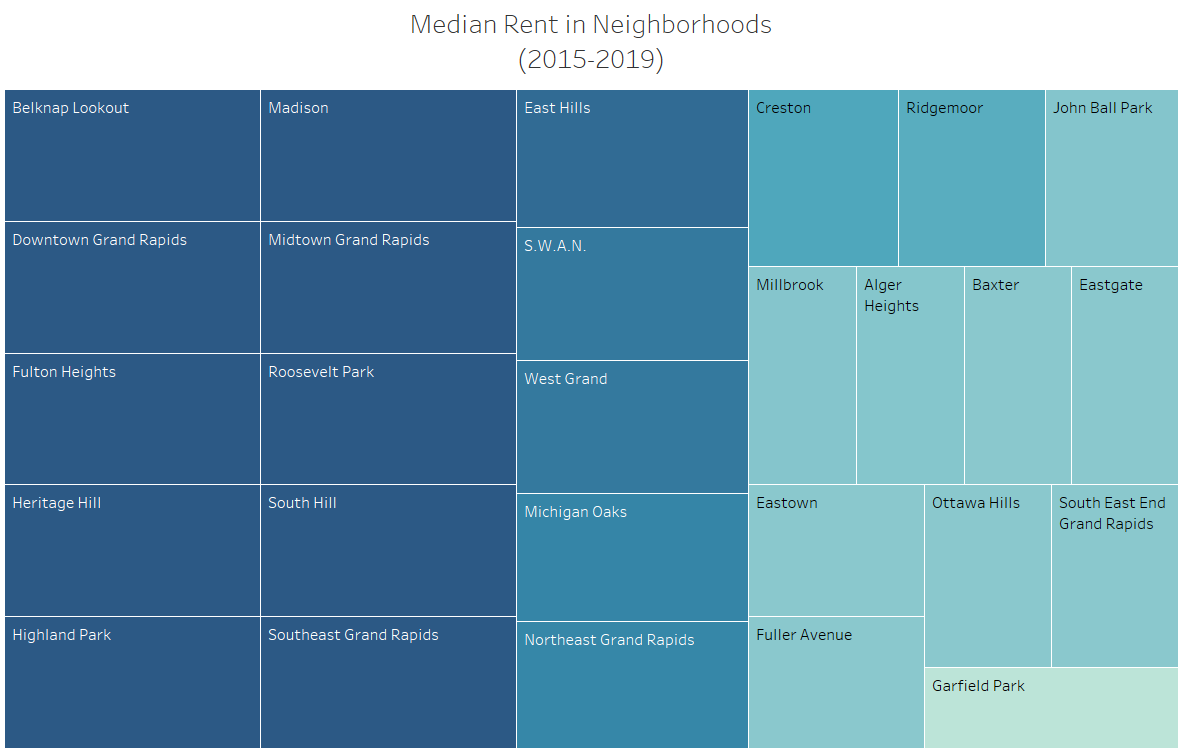 Median Rent in Neighborhoods
(2015-2019)
Belknap Lookout
Madison
East Hills
Creston
Ridgemoor
John Ball Park
Downtown Grand Rapids
Midtown Grand Rapids
S.W.A.N.
Millbrook
Alger
Heights
Baxter
Eastgate
Fulton Heights
Roosevelt Park
West Grand
Heritage Hill
South Hill
Michigan Oaks
Eastown
Ottawa Hills
South East End
Grand Rapids
Highland Park
Southeast Grand Rapids
Northeast Grand Rapids
Fuller Avenue
Garfield Park